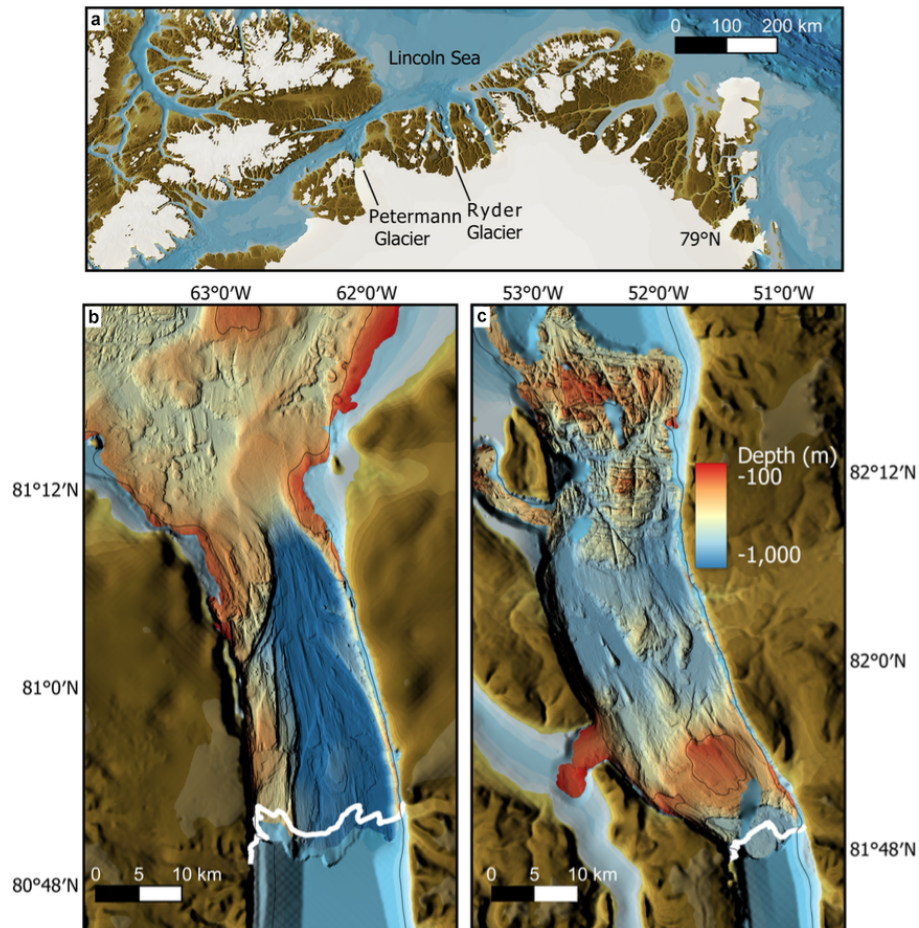 a
0 100 200 km
Lincoln Sea
Petermann
Glacier
Ryder
Glacier
79°N
63°0'W 62°0'W 53°0'W 52°0'W 51°0'W
b
c
Depth (m)
-100
-1,000
81°12'N
82°12'N
81°0'N
82°0'N
80°48'N
81°48'N
0 5 10 km
0 5 10 km